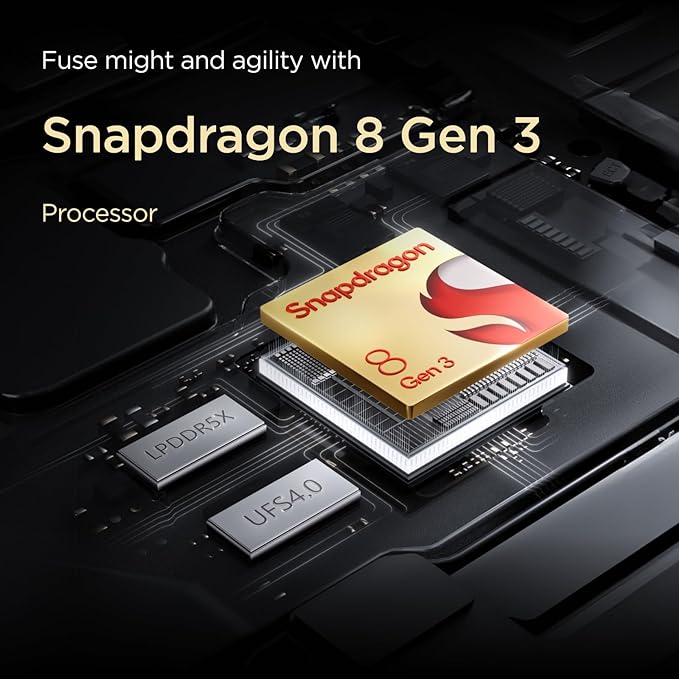 Fuse might and agility with
Snapdragon 8 Gen 3
Processor
Snapdragon
8
Gen 3
LPDDR5X
UFS4.0